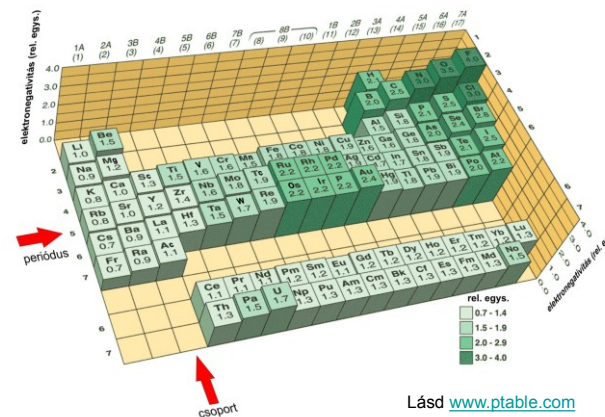 1A 2A 3B 4B 5B 6B 7B 8B 1B 2B 3A 4A 5A 6A 7A
(1) (2) (3) (4) (5) (6) (7) (8) (9) (10) (11) (12) (13) (14) (15) (16) (17)
elektronegativitás (rel. egys.)
4.0
3.0
2.0
1.0
0.0
1
2
3
4
5
6
7
H 2.1
Li 1.0 Be 1.5 B 2.0 C 2.5 N 3.0 O 3.5 F 4.0
Na 0.9 Mg 1.2 Al 1.5 Si 1.8 P 2.1 S 2.5 Cl 3.0
K 0.8 Ca 1.0 Sc 1.3 Ti 1.5 V 1.6 Cr 1.6 Mn 1.5 Fe 1.8 Co 1.8 Ni 1.8 Cu 1.9 Zn 1.6 Ga 1.6 Ge 1.8 As 2.0 Se 2.4 Br 2.8
Rb 0.8 Sr 1.0 Y 1.2 Zr 1.4 Nb 1.6 Mo 1.8 Tc 1.9 Ru 2.2 Rh 2.2 Pd 2.2 Ag Cd In 1.7 Sn 1.8 Sb 1.9 Te 2.1 I 2.5
Cs 0.7 Ba 0.9 La 1.1 Hf 1.3 Ta 1.5 W 1.7 Re 1.9 Os 2.2 Ir 2.2 Pt 2.2 Au 2.4 Hg 1.9 Tl 1.8 Pb 1.8 Bi 1.9 Po 2.0 At 2.2
Fr 0.7 Ra 0.9 Ac 1.1
periódus
6
Ce 1.1 Pr 1.1 Nd Pm 1.2 Sm 1.2 Eu 1.1 Gd 1.2 Tb 1.2 Dy 1.2 Ho 1.2 Er 1.2 Tm 1.2 Yb Lu 1.3
7
Th 1.3 Pa 1.5 U 1.7 Np 1.3 Pu 1.3 Am 1.3 Cm 1.3 Bk 1.3 Cf 1.3 Es 1.3 Fm 1.3 Md 1.3 No 1.5
csoport
rel. egys.
0.7 - 1.4
1.5 - 1.9
2.0 - 2.9
3.0 - 4.0
Lásd www.ptable.com